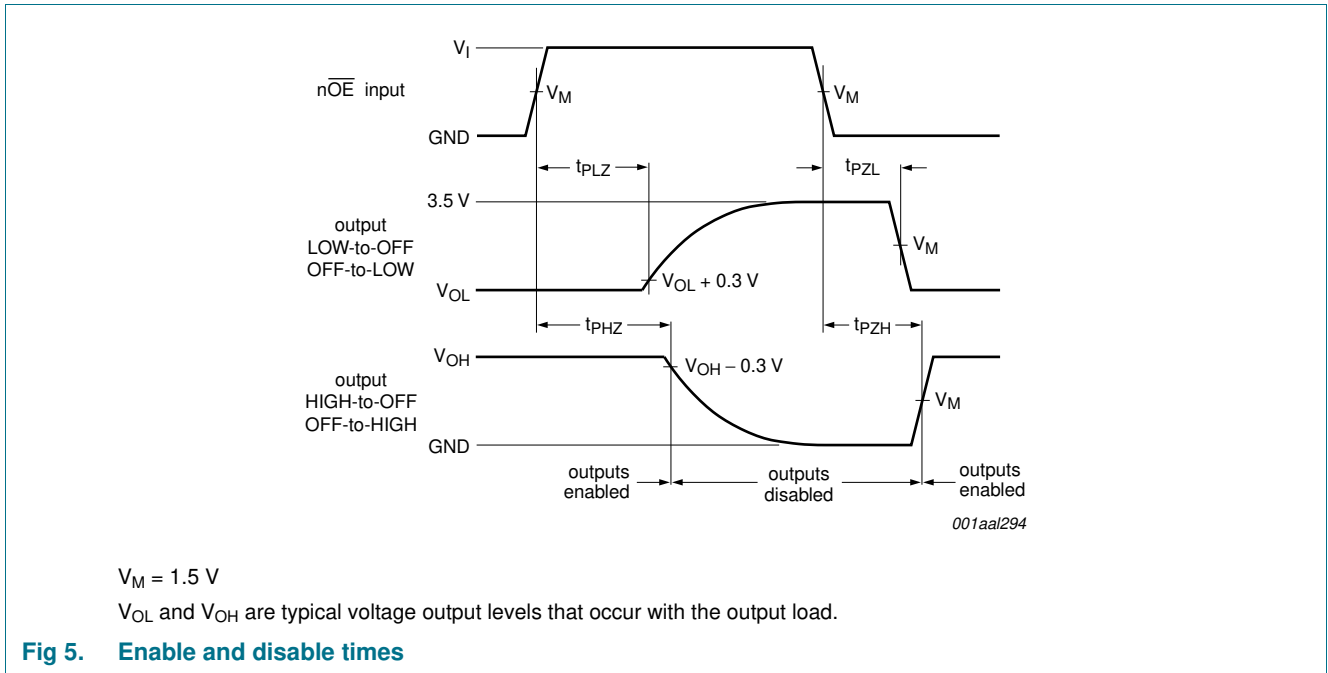 V_I
nOE input
V_M
V_M
GND
t_PLZ
t_PZL
3.5 V
output
LOW-to-OFF
OFF-to-LOW
V_M
V_OL + 0.3 V
V_OL
t_PHZ
t_PZH
V_OH
V_OH − 0.3 V
output
HIGH-to-OFF
OFF-to-HIGH
V_M
GND
outputs
enabled
outputs
disabled
outputs
enabled
001aal294
V_M = 1.5 V
V_OL and V_OH are typical voltage output levels that occur with the output load.
Fig 5. Enable and disable times